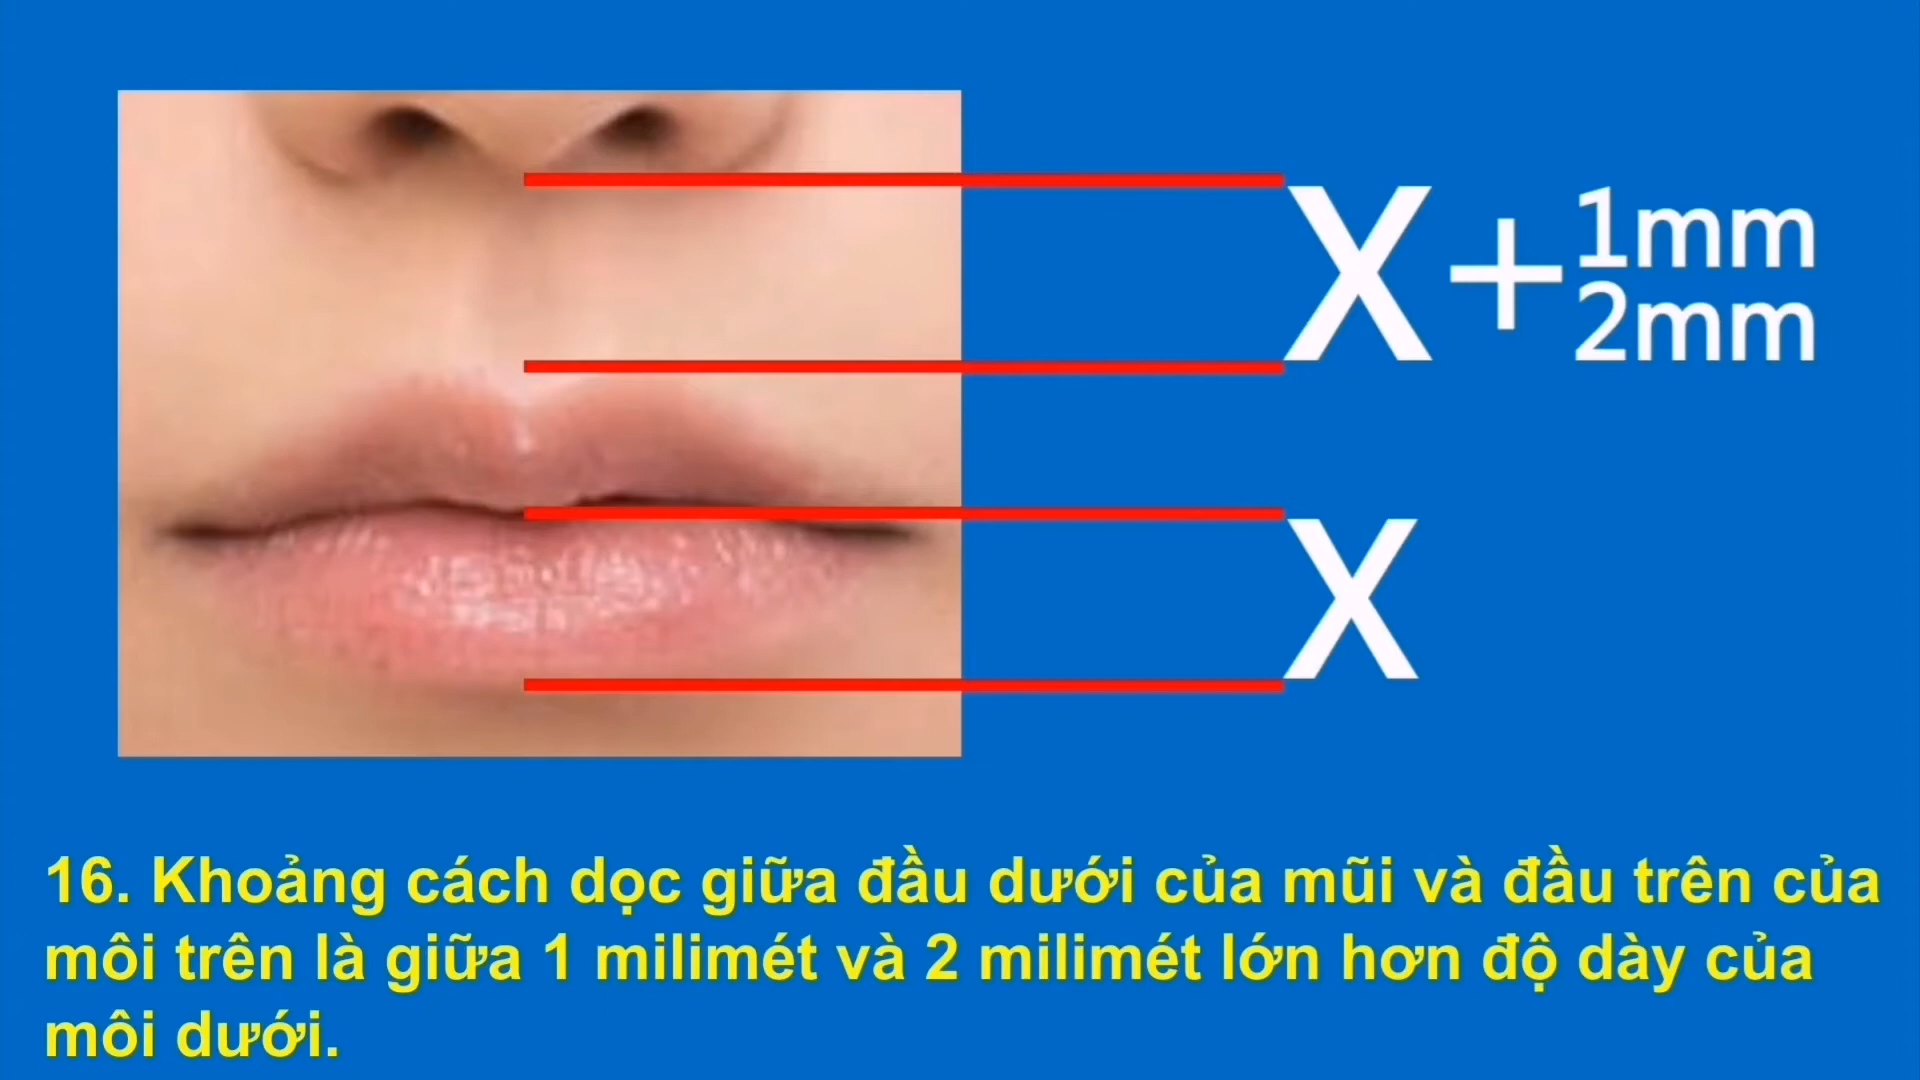 X+1mm
2mm
X
16. Khoảng cách dọc giữa đầu dưới của mũi và đầu trên của
môi trên là giữa 1 milimét và 2 milimét lớn hơn độ dày của
môi dưới.